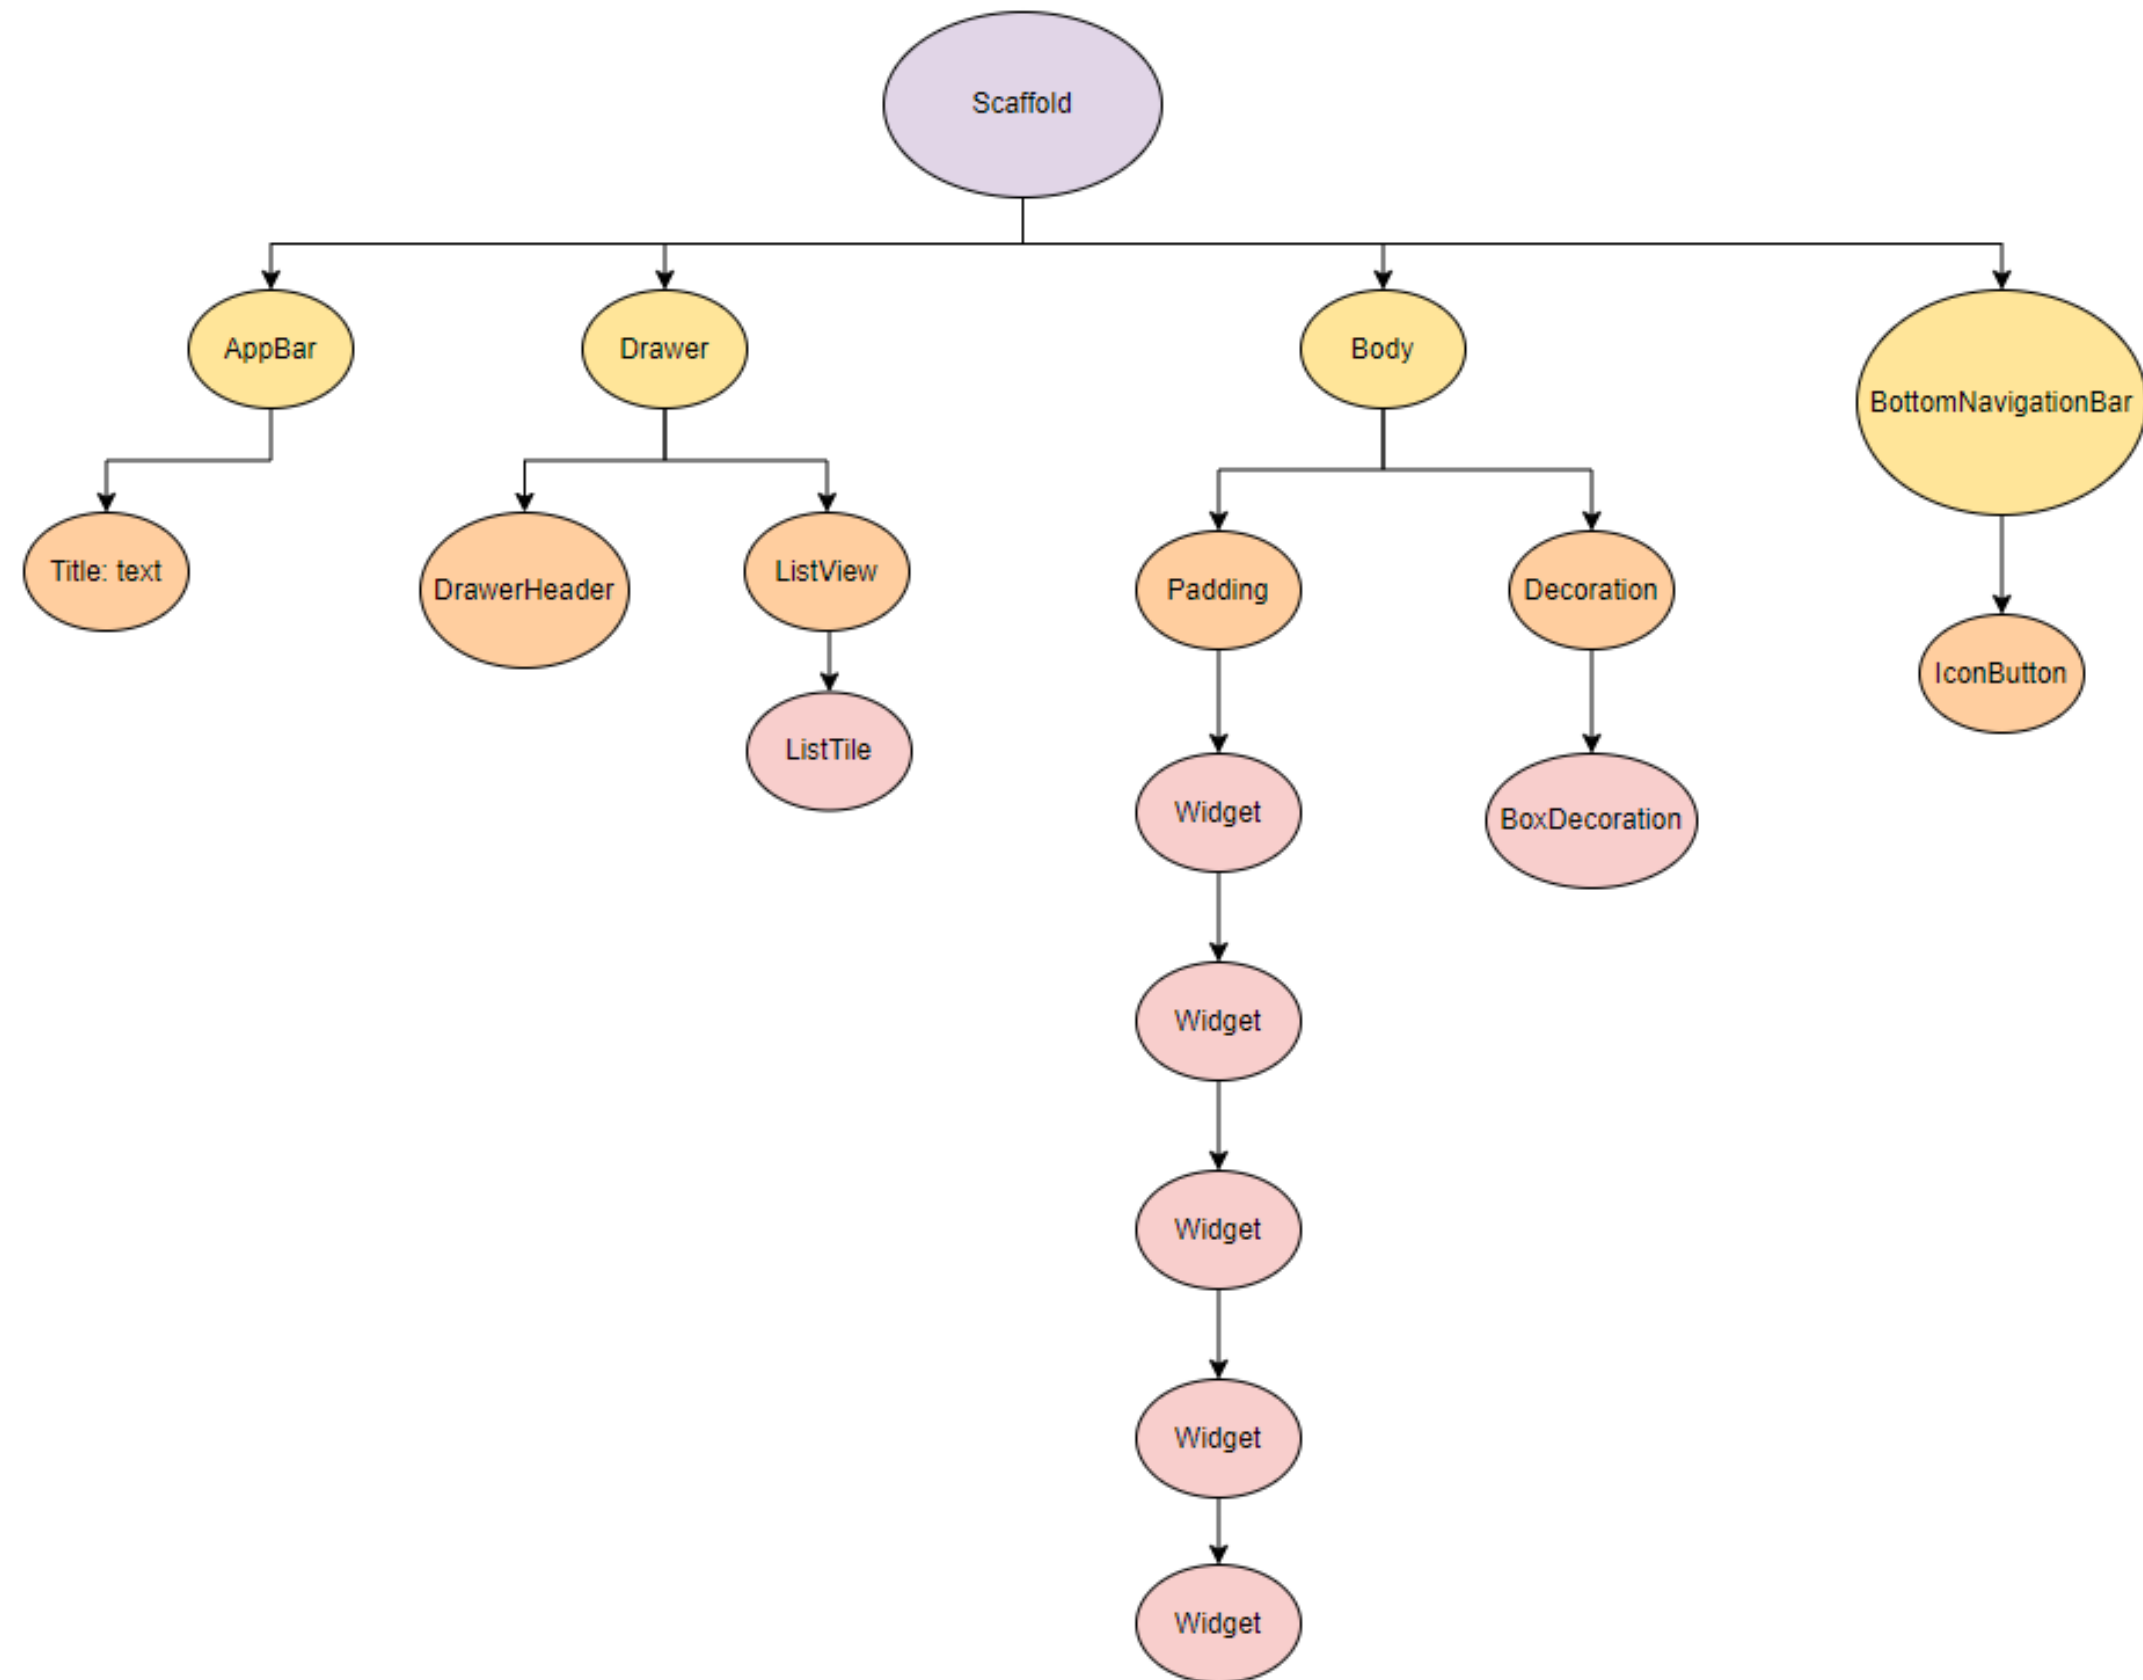 Scaffold
AppBar
Drawer
Body
BottomNavigationBar
Title: text
DrawerHeader
ListView
Padding
Decoration
IconButton
ListTile
Widget
BoxDecoration
Widget
Widget
Widget
Widget